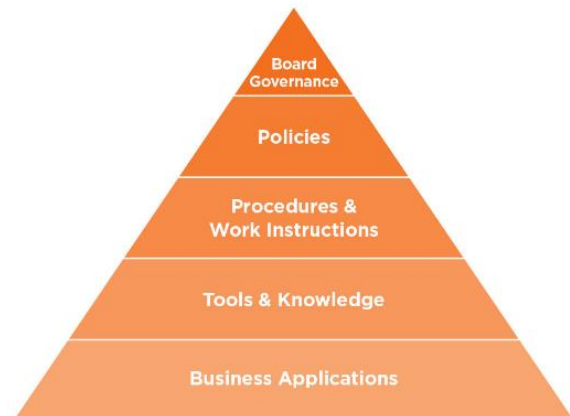 Board
Governance
Policies
Procedures &
Work Instructions
Tools & Knowledge
Business Applications